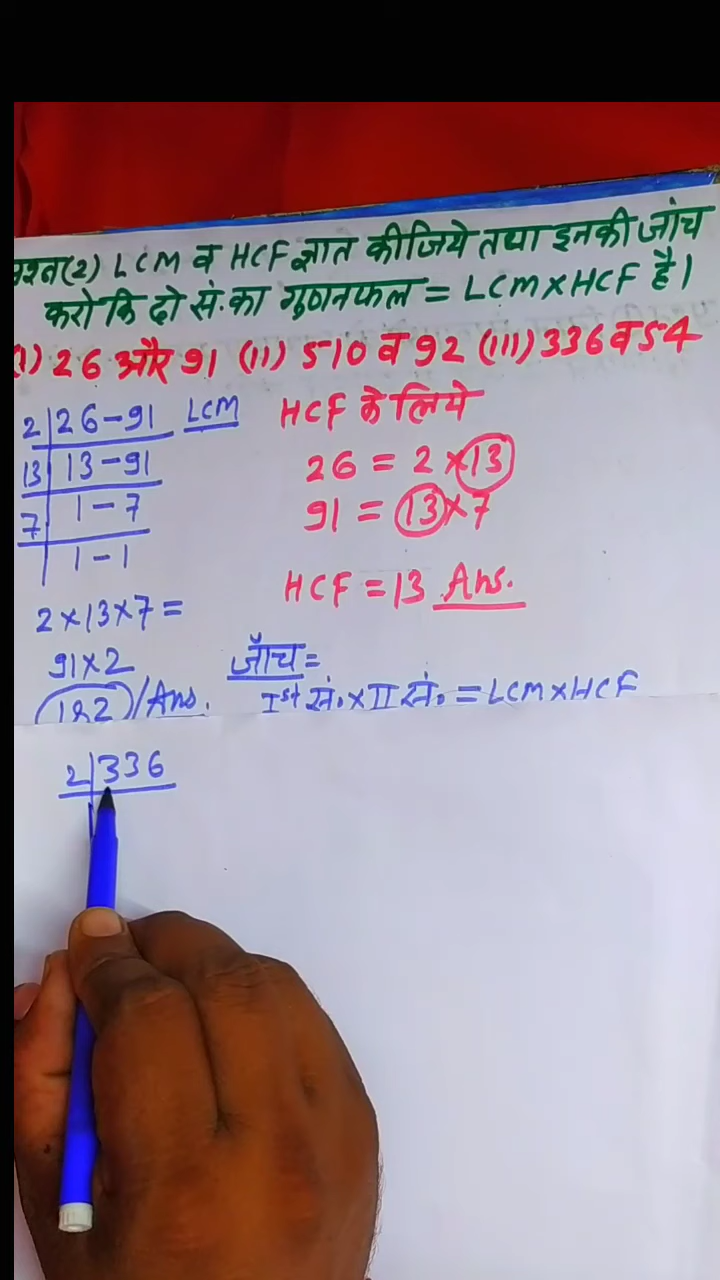 प्रश्न(2) LCM व HCF ज्ञात कीजिये तथा इनकी जांच
करो कि दो सं. का गुणनफल = LCM×HCF है।
(I) 26 और 91 (II) 510 व 92 (III) 336 व 54
2|26-91 LCM
13|13-91
7|1-7
1-1
2×13×7=
91×2
182/Ans.
HCF के लिये
26 = 2×13
91 = 13×7
HCF = 13 Ans.
जाँच=
Ist सं.×II सं. = LCM×HCF
2|336